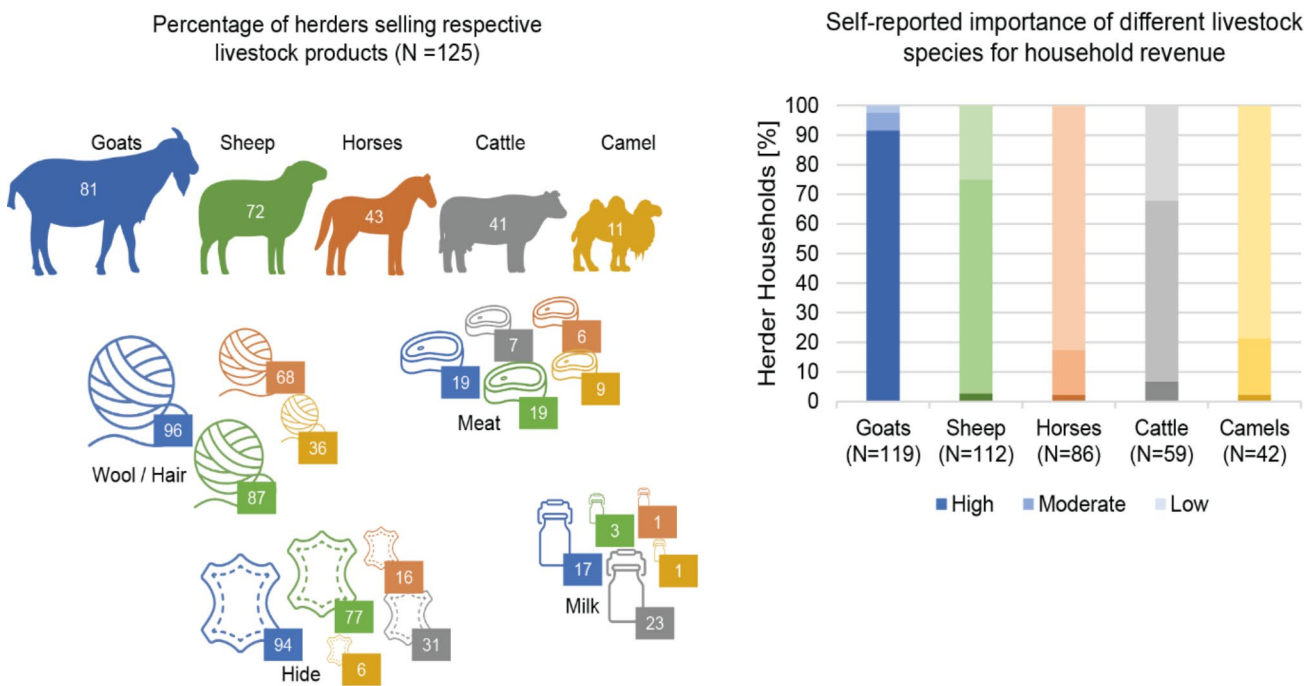 Percentage of herders selling respective
livestock products (N =125)
Goats
Sheep
Horses
Cattle
Camel
81
72
43
41
11
68
96
36
Wool / Hair
87
7
6
19
19
9
Meat
94
77
16
31
6
Hide
3
1
17
1
Milk
23
Self-reported importance of different livestock
species for household revenue
Herder Households [%]
100
90
80
70
60
50
40
30
20
10
0
Goats
(N=119)
Sheep
(N=112)
Horses
(N=86)
Cattle
(N=59)
Camels
(N=42)
High
Moderate
Low